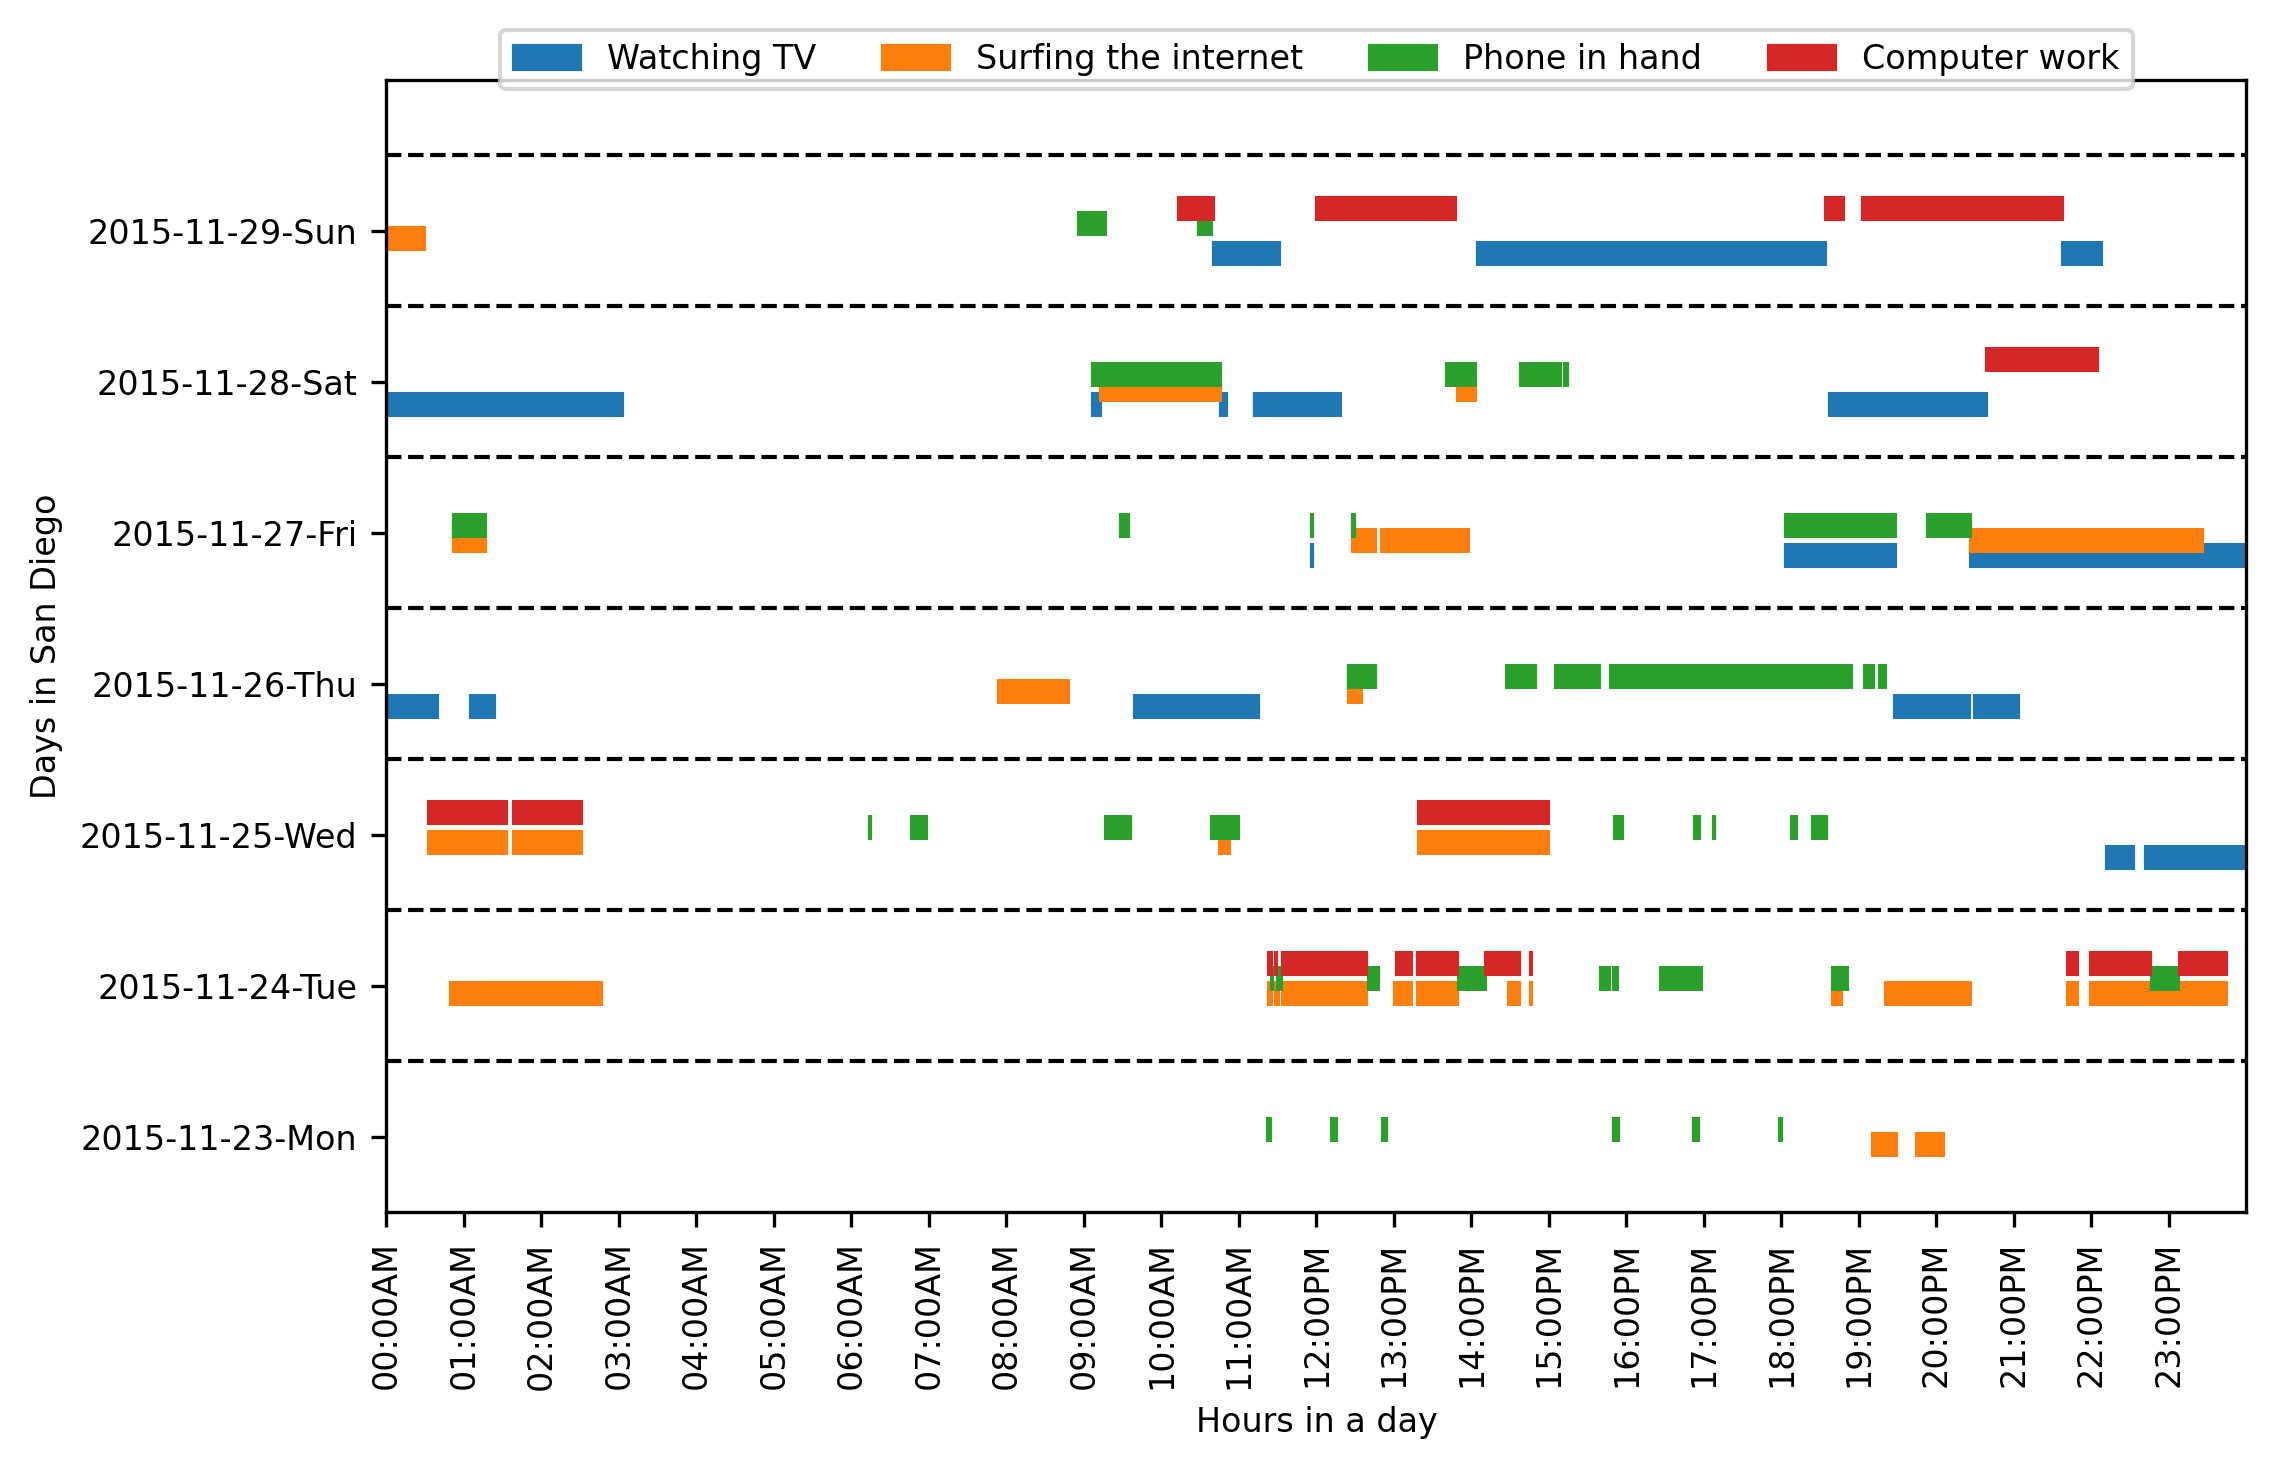 Watching TV Surfing the internet Phone in hand Computer work
Days in San Diego
2015-11-29-Sun
2015-11-28-Sat
2015-11-27-Fri
2015-11-26-Thu
2015-11-25-Wed
2015-11-24-Tue
2015-11-23-Mon
00:00AM 01:00AM 02:00AM 03:00AM 04:00AM 05:00AM 06:00AM 07:00AM 08:00AM 09:00AM 10:00AM 11:00AM 12:00PM 13:00PM 14:00PM 15:00PM 16:00PM 17:00PM 18:00PM 19:00PM 20:00PM 21:00PM 22:00PM 23:00PM
Hours in a day